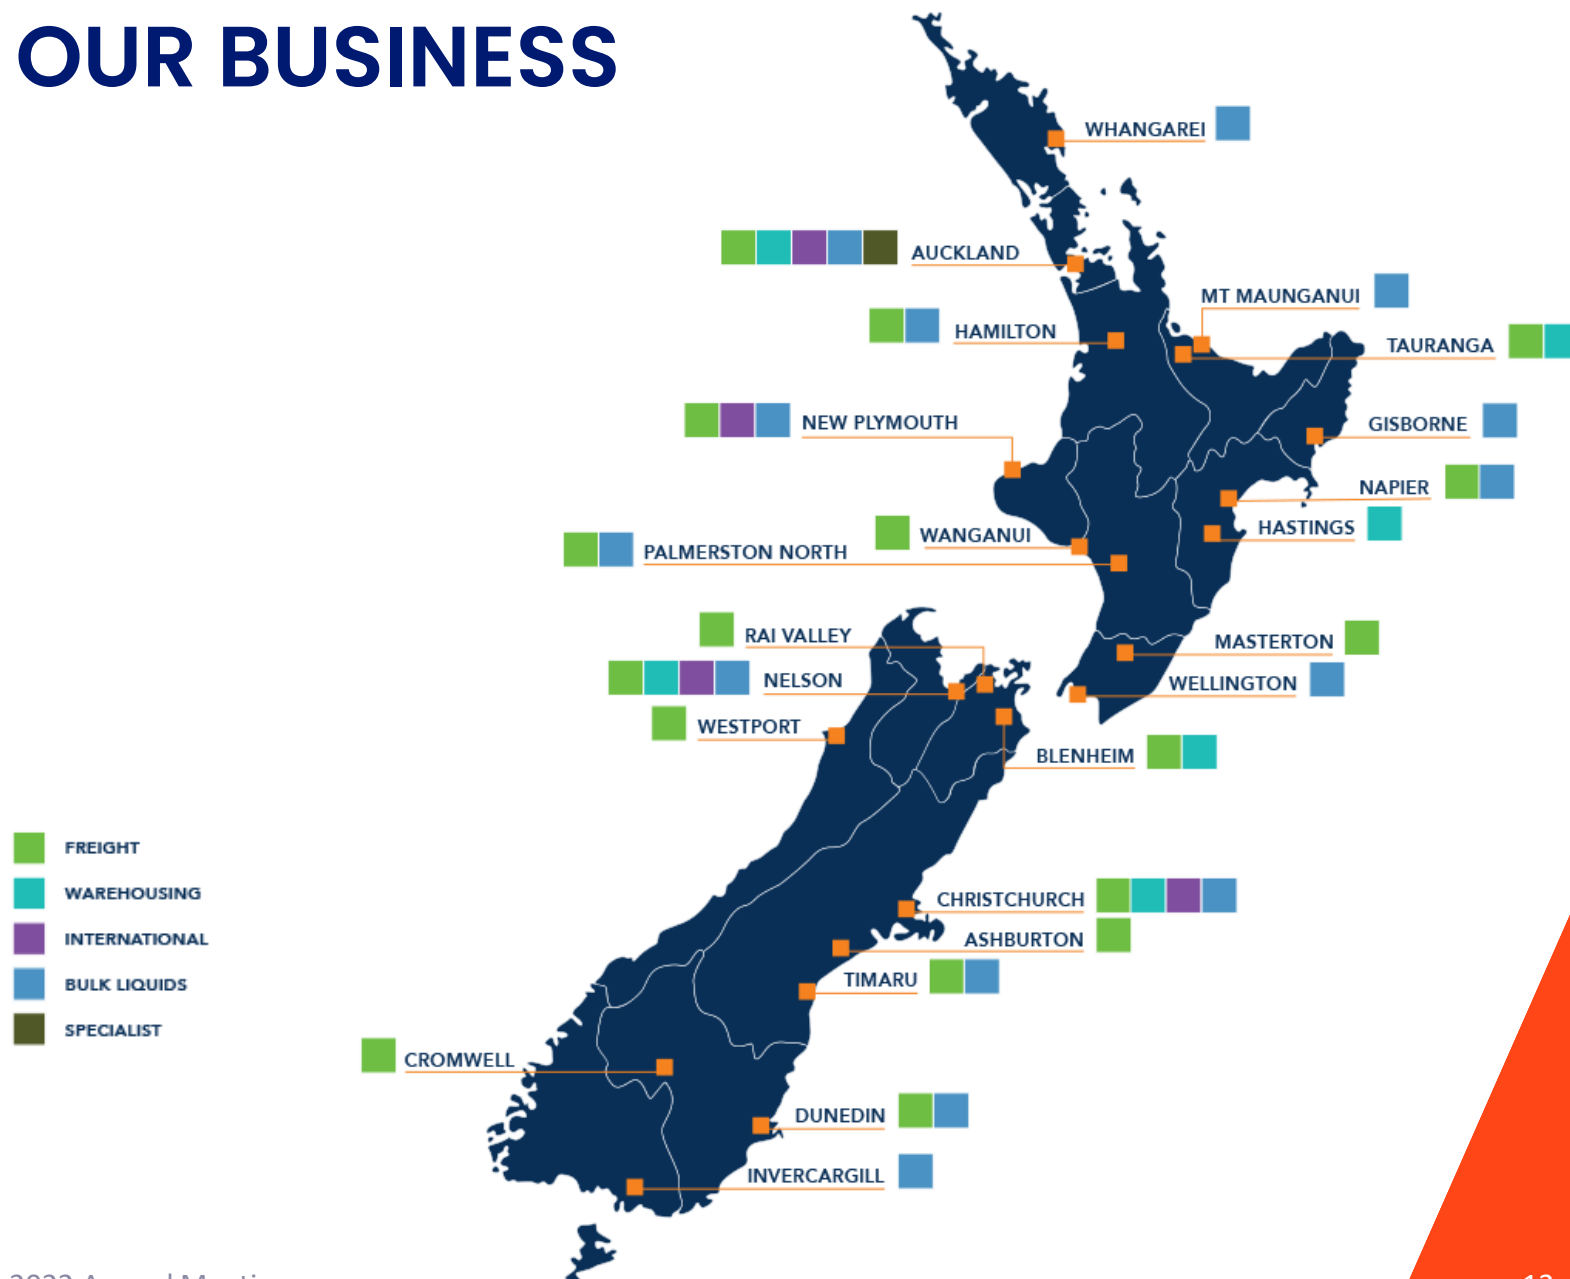 OUR BUSINESS
WHANGAREI
AUCKLAND
MT MAUNGANUI
HAMILTON
TAURANGA
NEW PLYMOUTH
GISBORNE
NAPIER
HASTINGS
WANGANUI
PALMERSTON NORTH
RAI VALLEY
MASTERTON
NELSON
WELLINGTON
WESTPORT
BLENHEIM
FREIGHT
WAREHOUSING
INTERNATIONAL
BULK LIQUIDS
SPECIALIST
CHRISTCHURCH
ASHBURTON
TIMARU
CROMWELL
DUNEDIN
INVERCARGILL